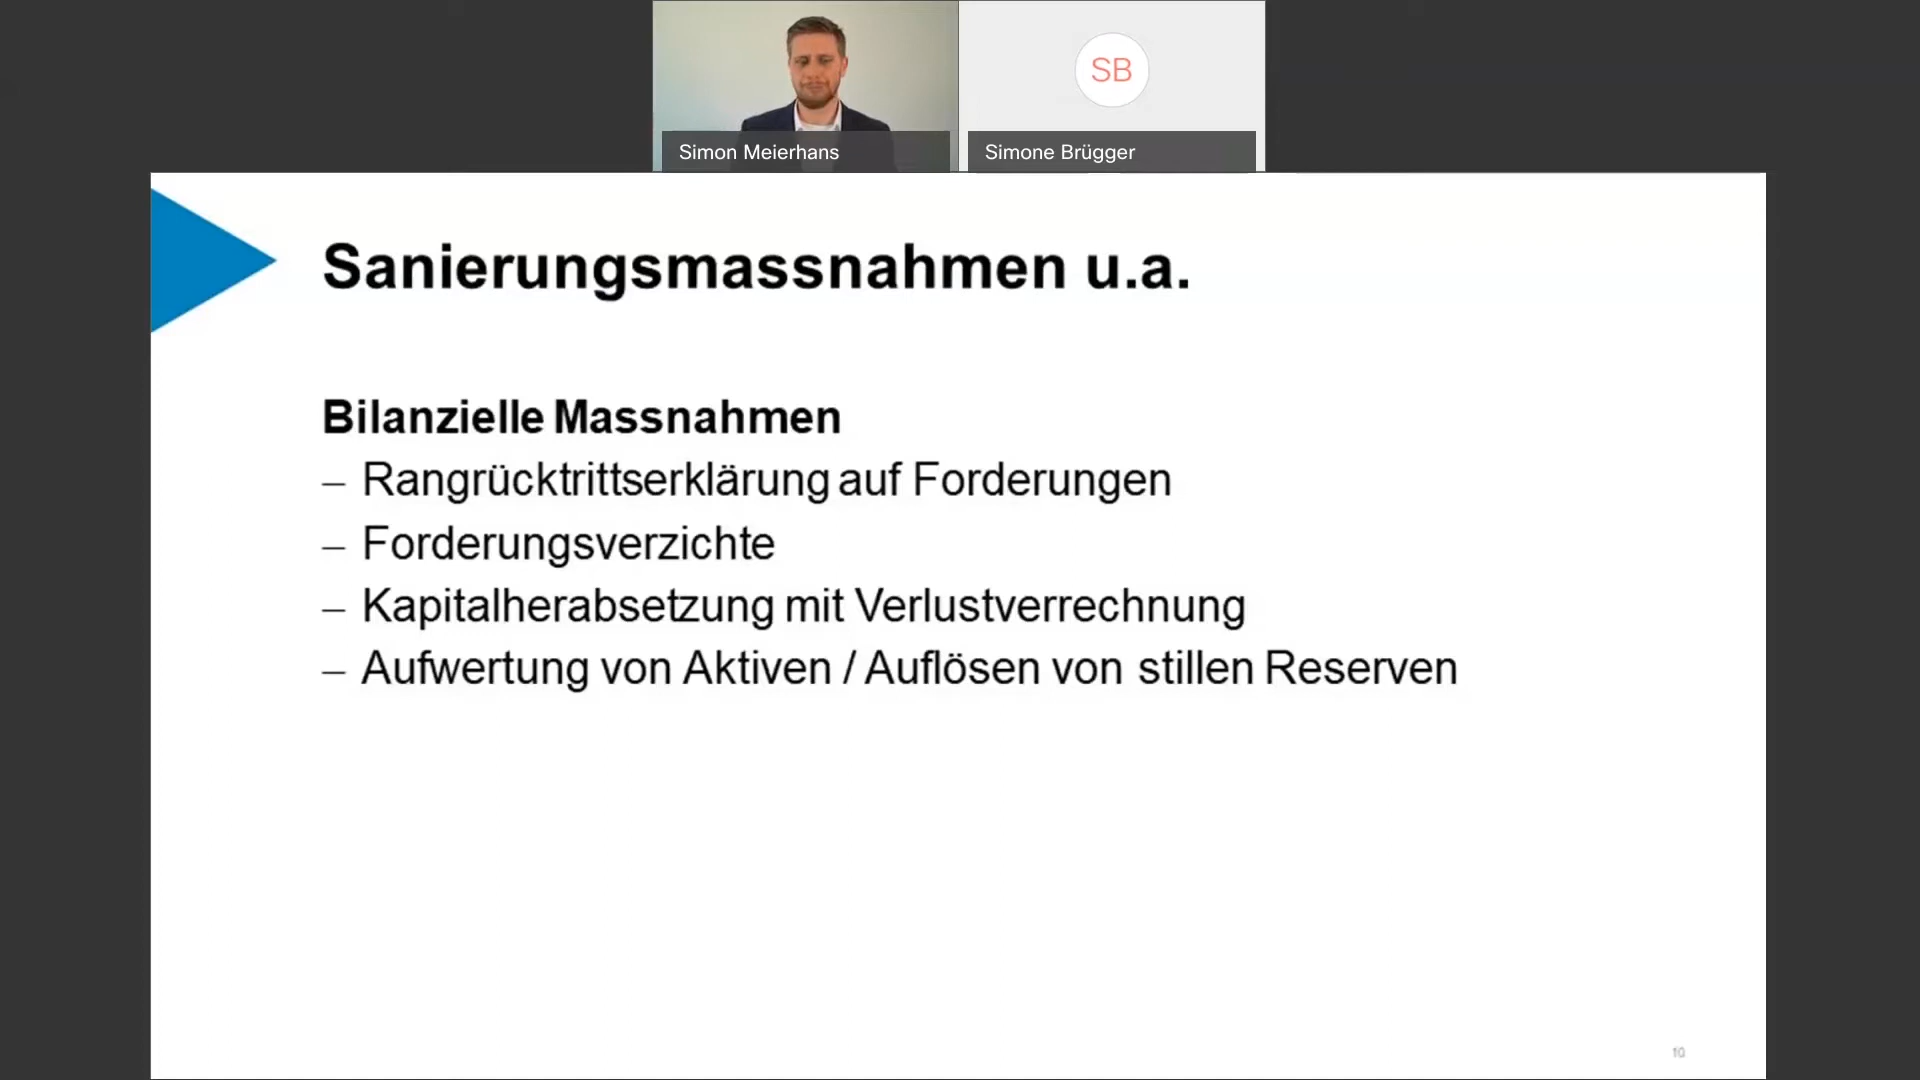 SB
Simon Meierhans
Simone Brügger
Sanierungsmassnahmen u.a.
Bilanzielle Massnahmen
– Rangrücktrittserklärung auf Forderungen
– Forderungsverzichte
– Kapitalherabsetzung mit Verlustverrechnung
– Aufwertung von Aktiven / Auflösen von stillen Reserven
10